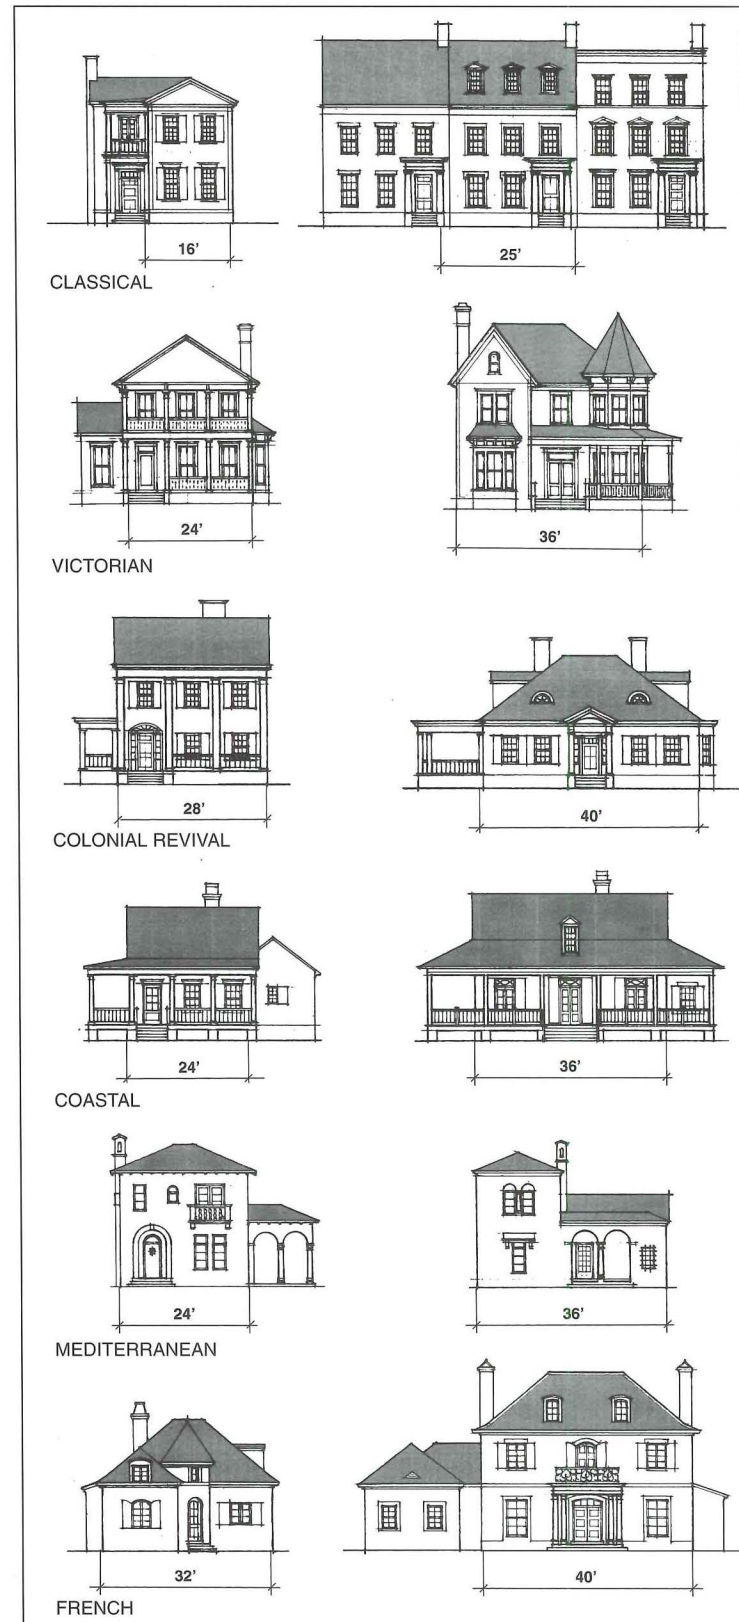 16' 25'
CLASSICAL
24' 36'
VICTORIAN
28' 40'
COLONIAL REVIVAL
24' 36'
COASTAL
24' 36'
MEDITERRANEAN
32' 40'
FRENCH